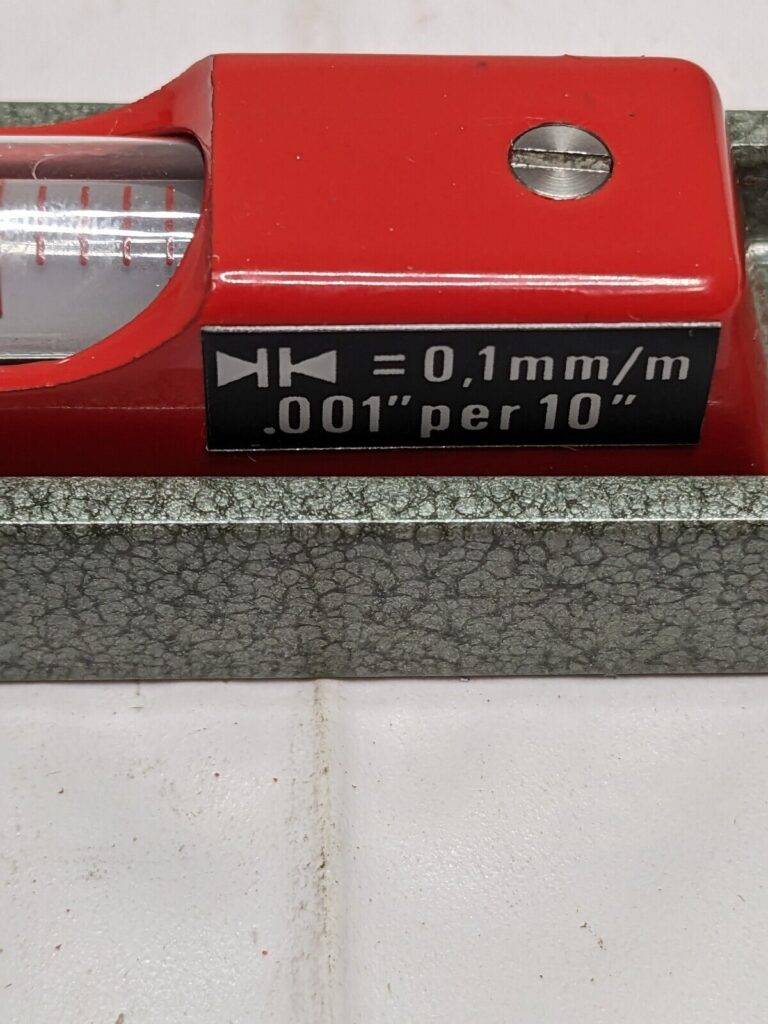 = 0,1mm/m
.001" per 10"